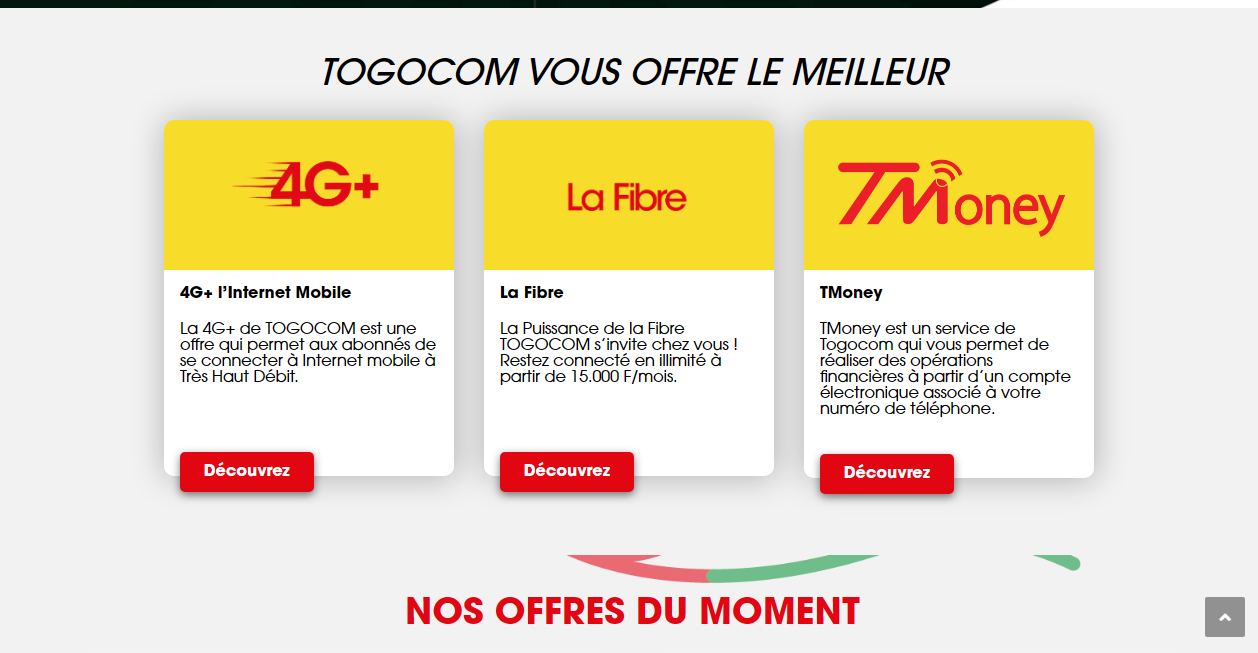 TOGOCOM VOUS OFFRE LE MEILLEUR
4G+
La Fibre
TMoney
4G+ l’Internet Mobile
La 4G+ de TOGOCOM est une
offre qui permet aux abonnés de
se connecter à Internet mobile à
Très Haut Débit.
Découvrez
La Fibre
La Puissance de la Fibre
TOGOCOM s’invite chez vous !
Restez connecté en illimité à
partir de 15.000 F/mois.
Découvrez
TMoney
TMoney est un service de
Togocom qui vous permet de
réaliser des opérations
financières à partir d’un compte
électronique associé à votre
numéro de téléphone.
Découvrez
NOS OFFRES DU MOMENT